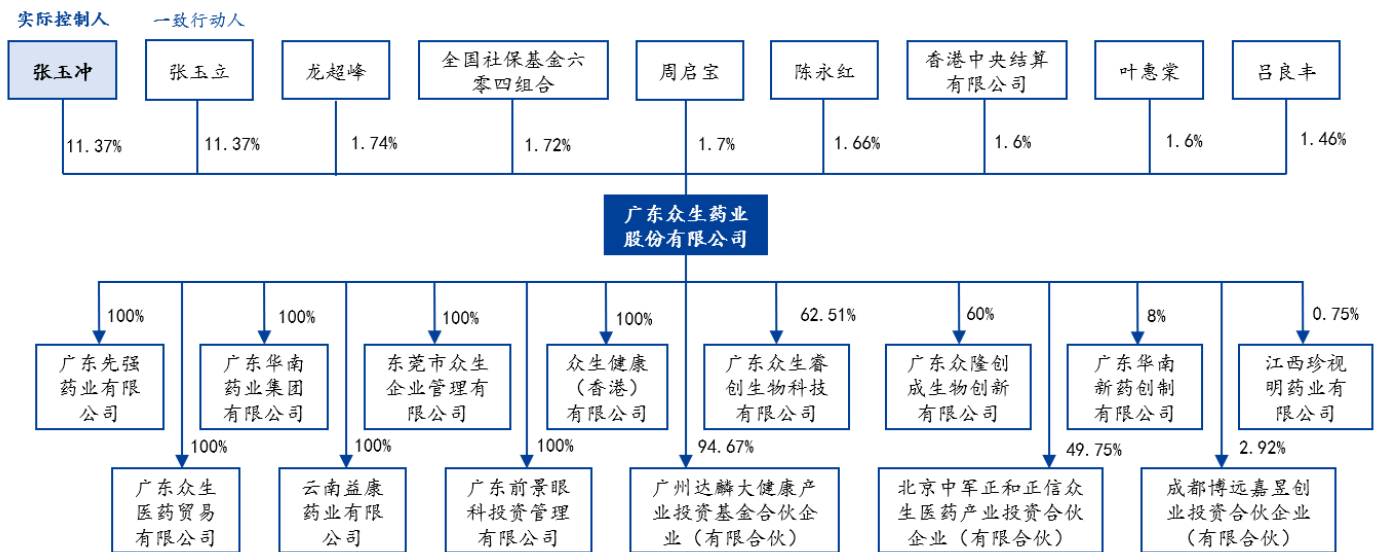 实际控制人
一致行动人
张玉冲
张玉立
龙超峰
全国社保基金六
零四组合
周启宝
陈永红
香港中央结算
有限公司
叶惠棠
吕良丰
11.37%
11.37%
1.74%
1.72%
1.7%
1.66%
1.6%
1.6%
1.46%
广东众生药业
股份有限公司
100%
100%
100%
100%
62.51%
60%
8%
0.75%
广东先强
药业有限
公司
广东华南
药业集团
有限公司
东莞市众生
企业管理有
限公司
众生健康
（香港）
有限公司
广东众生睿
创生物科技
有限公司
广东众隆创
成生物创新
有限公司
广东华南
新药创制
有限公司
江西珍视
明药业有
限公司
100%
100%
100%
94.67%
49.75%
2.92%
广东众生
医药贸易
有限公司
云南益康
药业有限
公司
广东前景眼
科投资管理
有限公司
广州达麟大健康产
业投资基金合伙企
业（有限合伙）
北京中军正和正信众
生医药产业投资合伙
企业（有限合伙）
成都博远嘉昱创
业投资合伙企业
（有限合伙）